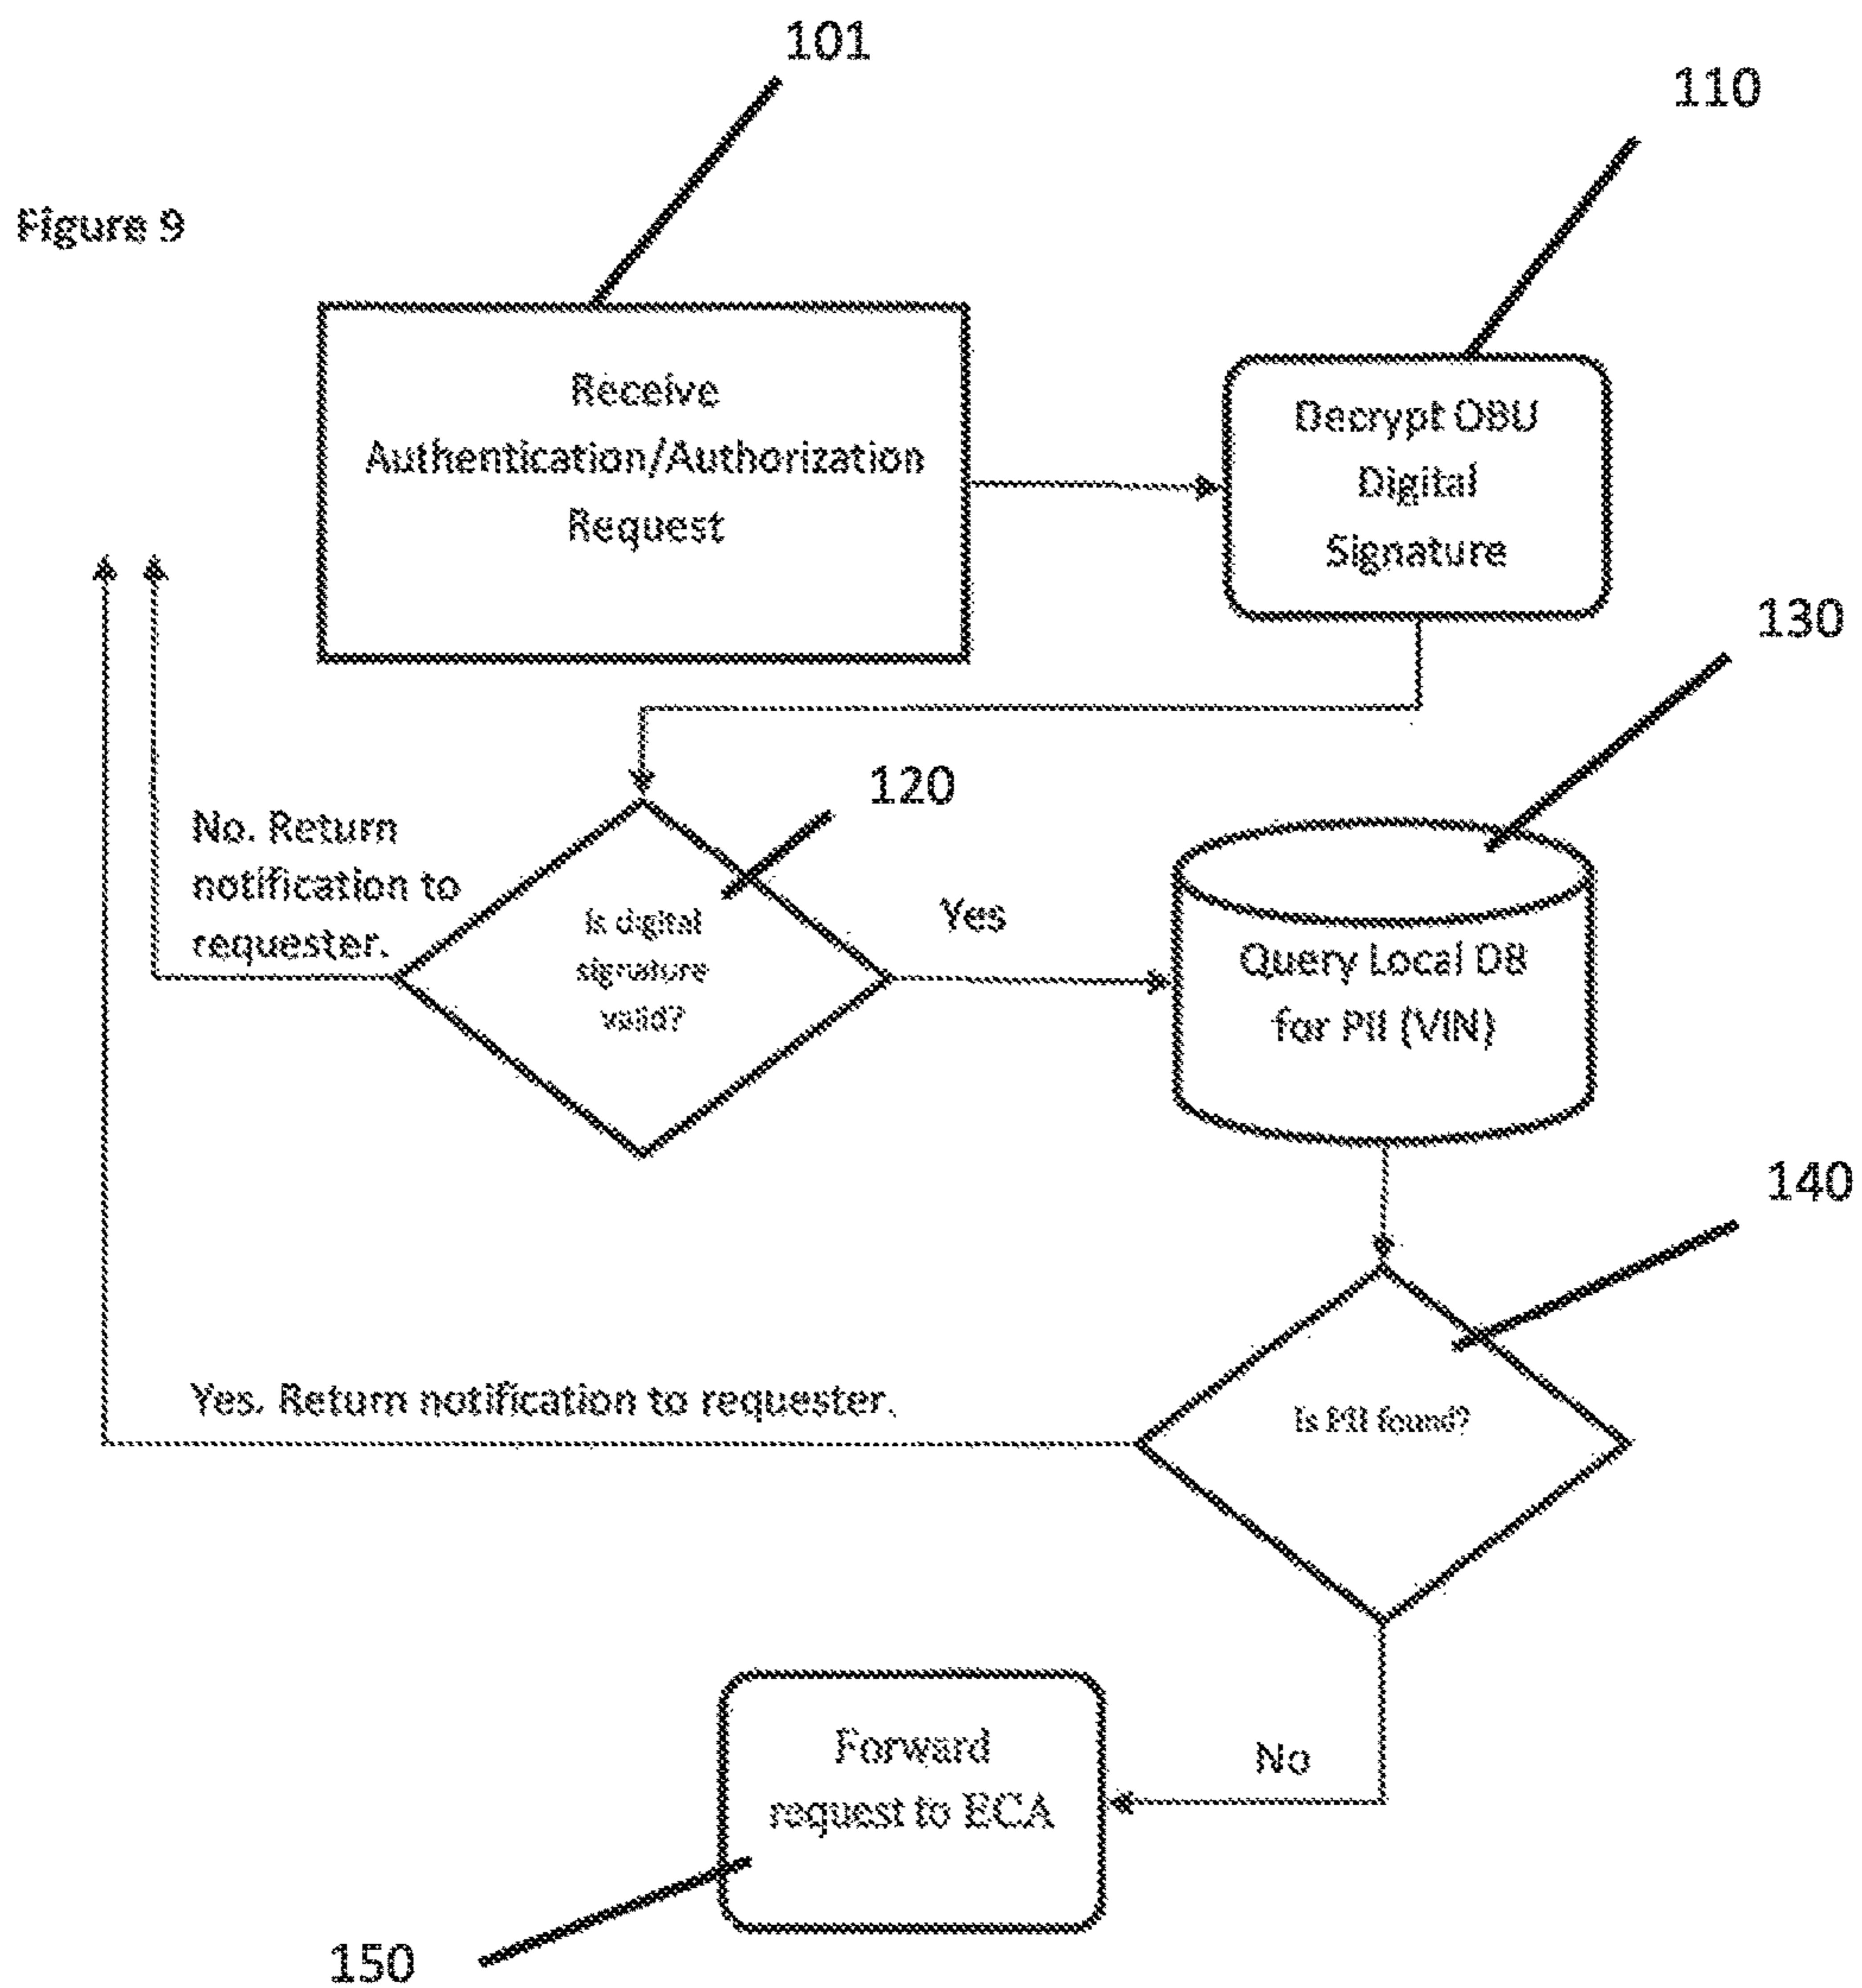 101
110
Figure 9
Receive
Authentication/Authorization
Request
Decrypt OBU
Digital
Signature
130
120
No. Return
notification to
requester.
Is digital
signature
valid?
Yes
Query Local DB
for PII (VIN)
140
Yes. Return notification to requester.
Is PII found?
Forward
request to ECA
No
150